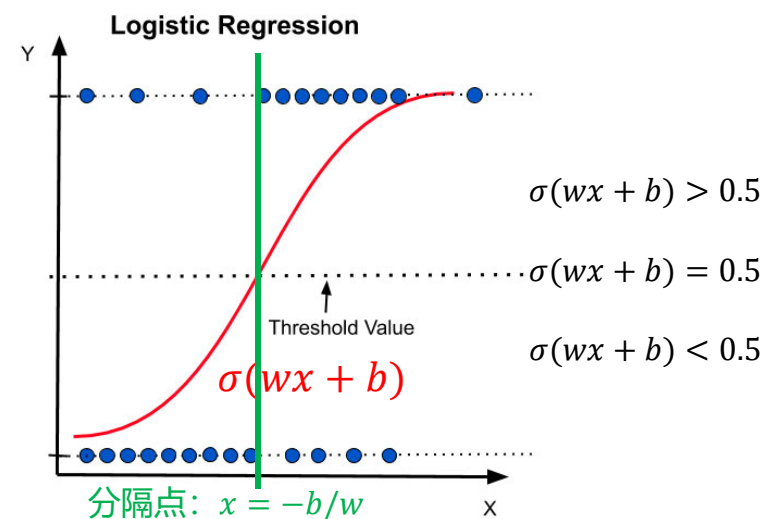 Logistic Regression
Y
σ(wx + b) > 0.5
σ(wx + b) = 0.5
Threshold Value
σ(wx + b) < 0.5
σ(wx + b)
分隔点：x = −b/w
X